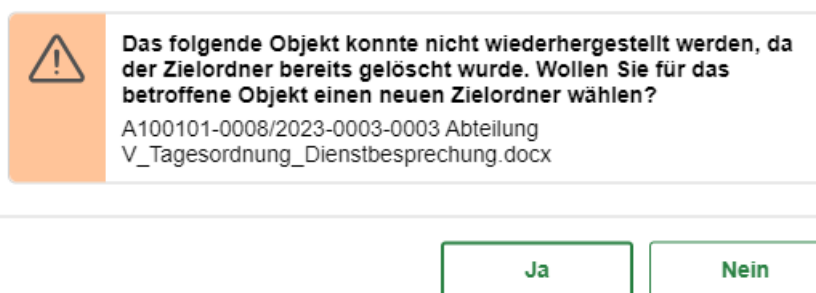 Das folgende Objekt konnte nicht wiederhergestellt werden, da
der Zielordner bereits gelöscht wurde. Wollen Sie für das
betroffene Objekt einen neuen Zielordner wählen?
A100101-0008/2023-0003-0003 Abteilung
V_Tagesordnung_Dienstbesprechung.docx
Ja
Nein